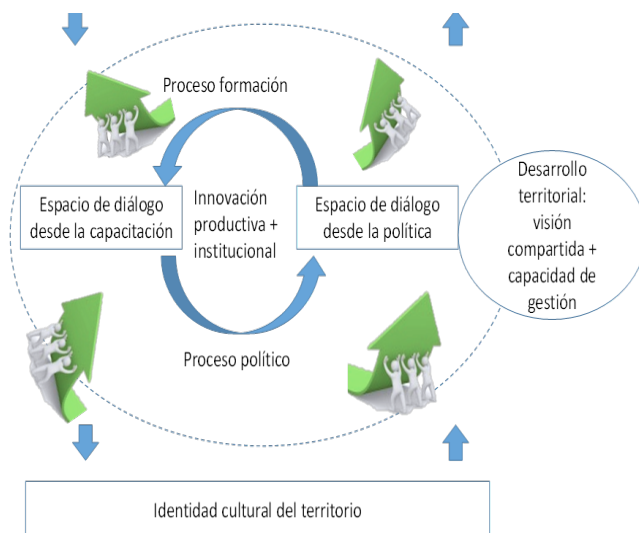 Proceso formación
Espacio de diálogo
desde la capacitación
Innovación
productiva +
institucional
Espacio de diálogo
desde la política
Desarrollo
territorial:
visión
compartida +
capacidad de
gestión
Proceso político
Identidad cultural del territorio